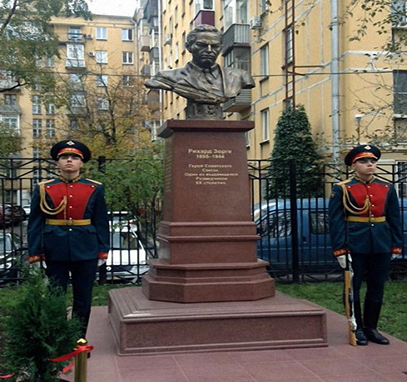 Рихард Зорге
1895-1944
Герой Советского
Союза.
Один из выдающихся
Разведчиков
XX столетия.